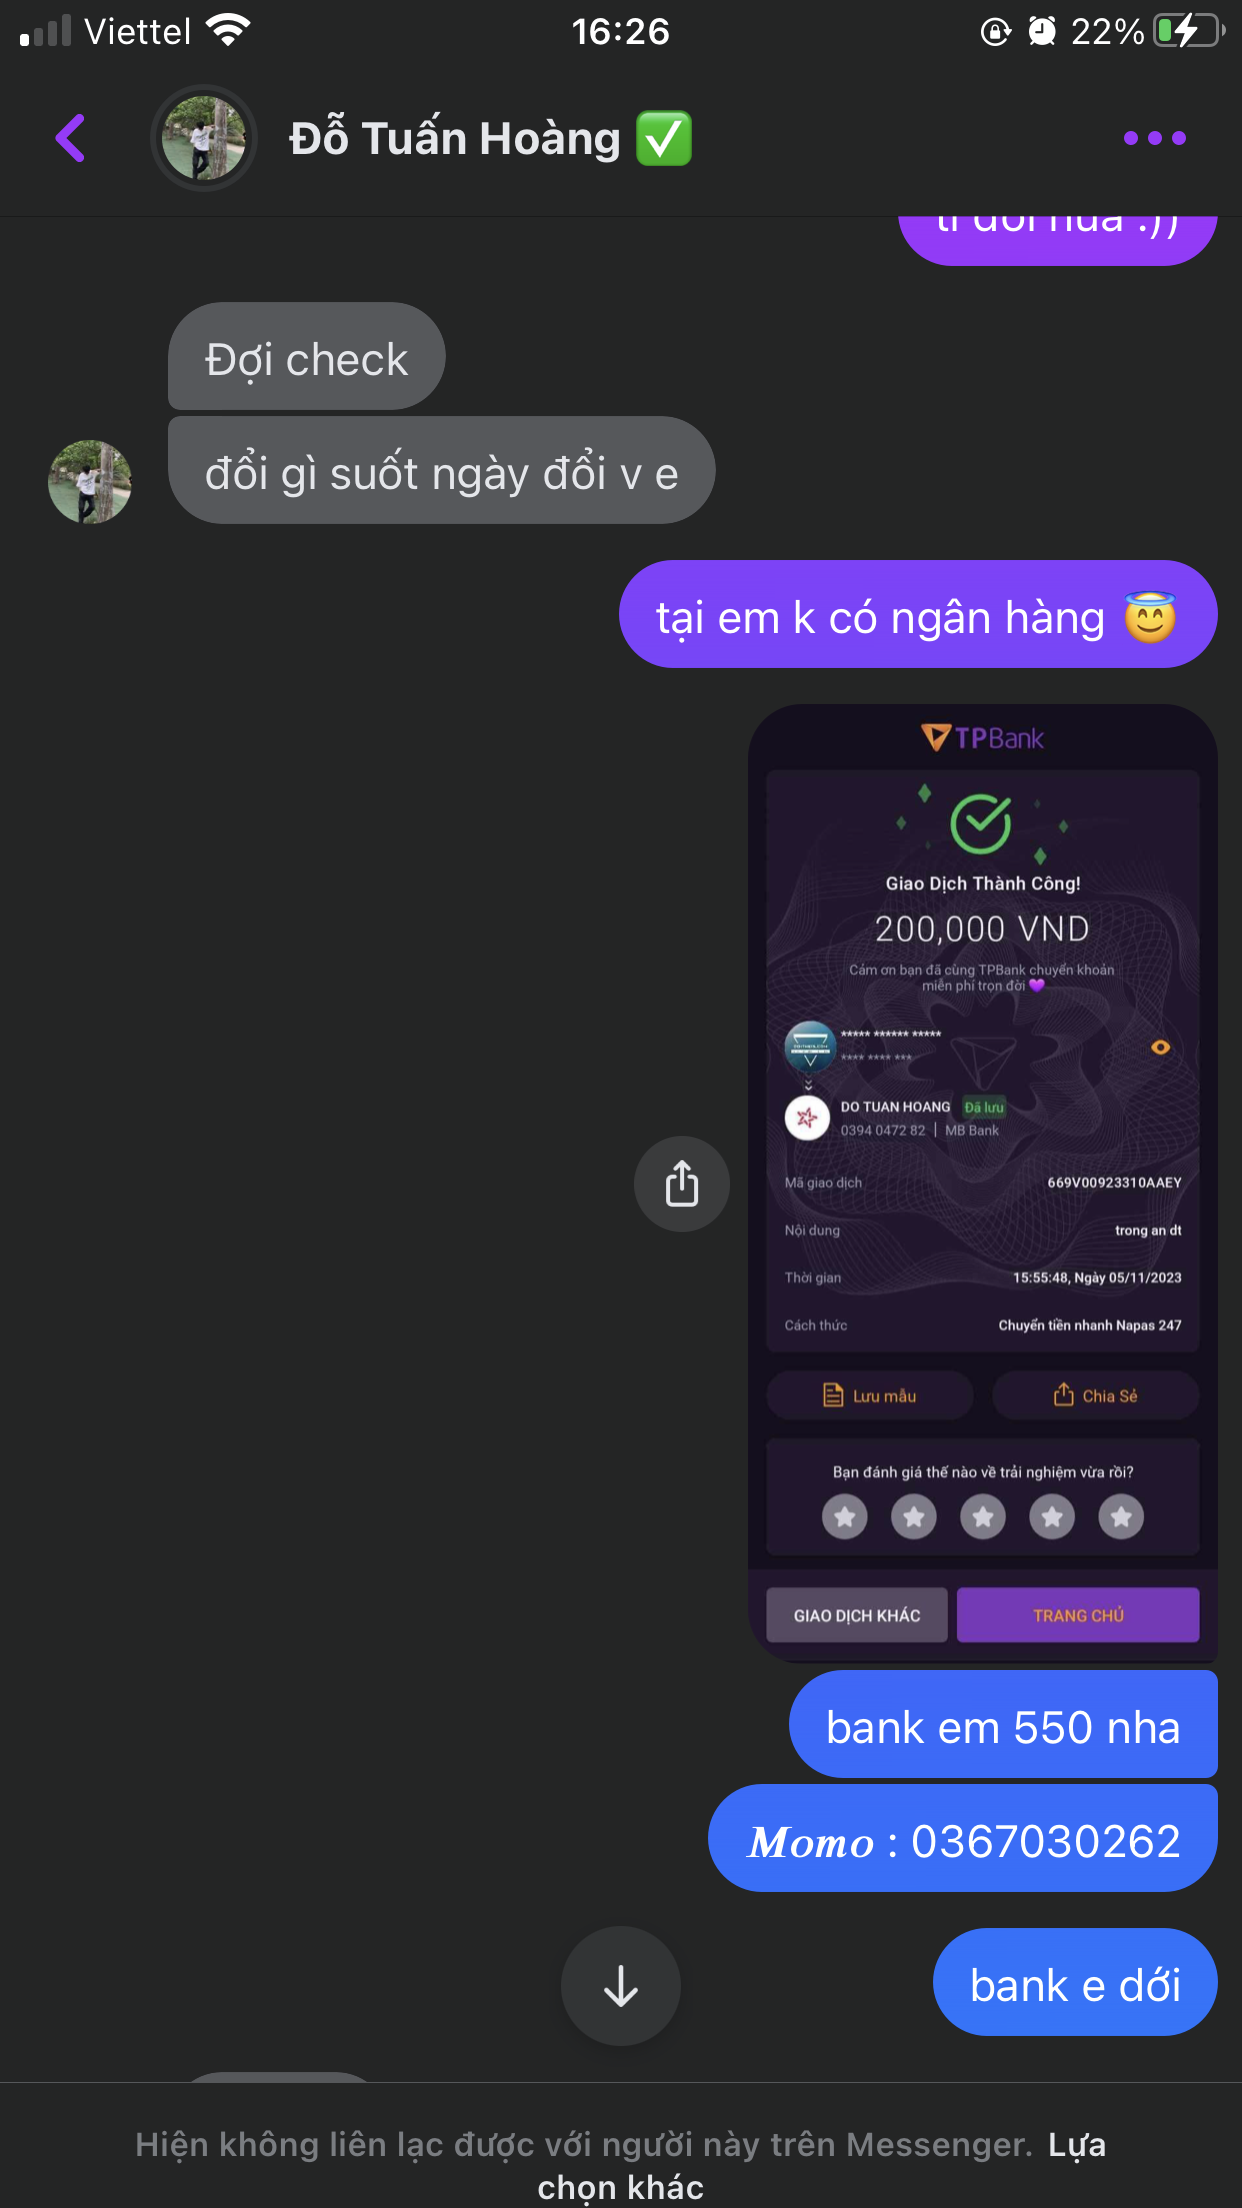 Viettel
16:26
22%
Đỗ Tuấn Hoàng ✅
Đợi check
đổi gì suốt ngày đổi v e
tại em k có ngân hàng 😇
TPBank
Giao Dịch Thành Công!
200,000 VND
Cảm ơn bạn đã cùng TPBank chuyển khoản
miễn phí trọn đời 💜
***** ****** *****
**** **** ***
DO TUAN HOANG Đã lưu
0394 0472 82 | MB Bank
Mã giao dịch 669V00923310AAEY
Nội dung trong an dt
Thời gian 15:55:48, Ngày 05/11/2023
Cách thức Chuyển tiền nhanh Napas 247
Lưu mẫu
Chia Sẻ
Bạn đánh giá thế nào về trải nghiệm vừa rồi?
GIAO DỊCH KHÁC
TRANG CHỦ
bank em 550 nha
Momo : 0367030262
bank e dới
Hiện không liên lạc được với người này trên Messenger. Lựa
chọn khác